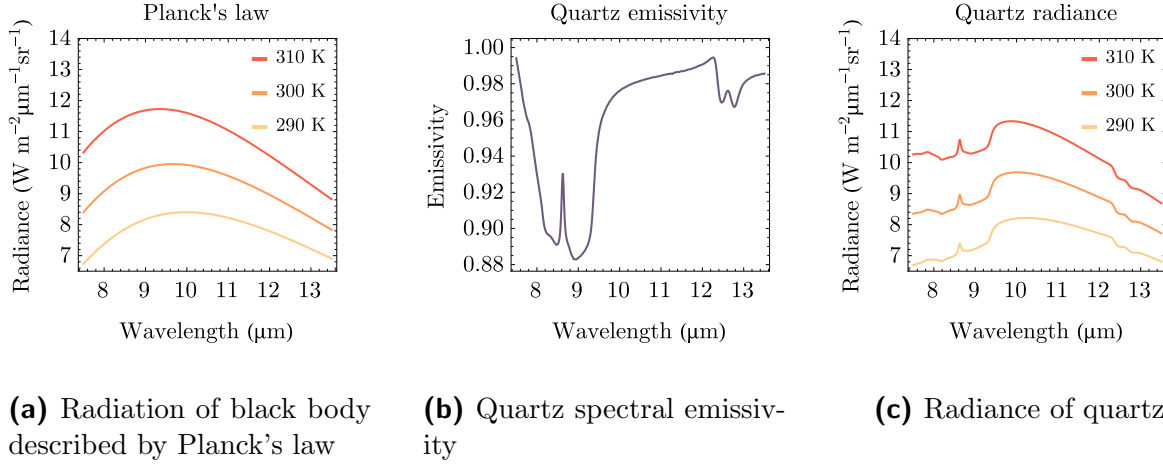 Planck's law
Radiance (W m⁻²μm⁻¹sr⁻¹)
14
13
12
11
10
9
8
7
310 K
300 K
290 K
8 9 10 11 12 13
Wavelength (μm)
Quartz emissivity
Emissivity
1.00
0.98
0.96
0.94
0.92
0.90
0.88
8 9 10 11 12 13
Wavelength (μm)
Quartz radiance
Radiance (W m⁻²μm⁻¹sr⁻¹)
14
13
12
11
10
9
8
7
310 K
300 K
290 K
8 9 10 11 12 13
Wavelength (μm)
(a) Radiation of black body
described by Planck's law
(b) Quartz spectral emissiv-
ity
(c) Radiance of quartz